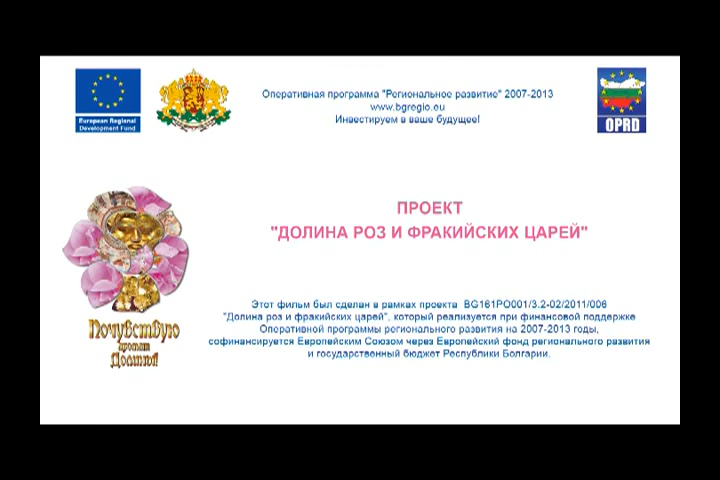 European Regional
Development Fund
Оперативная программа "Региональное развитие" 2007-2013
www.bgregio.eu
Инвестируем в ваше будущее!
OPRD
ПРОЕКТ
"ДОЛИНА РОЗ И ФРАКИЙСКИХ ЦАРЕЙ"
Почувствую
аромат
Долины!
Этот фильм был сделан в рамках проекта BG161PO001/3.2-02/2011/006
"Долина роз и фракийских царей", который реализуется при финансовой поддержке
Оперативной программы регионального развития на 2007-2013 годы,
софинансируется Европейским Союзом через Европейский фонд регионального развития
и государственный бюджет Республики Болгарии.